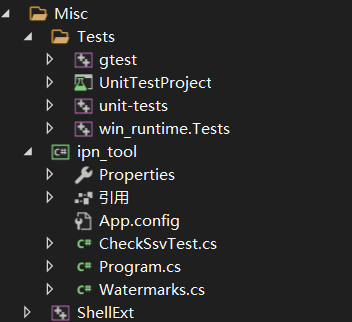 Misc
Tests
gtest
UnitTestProject
unit-tests
win_runtime.Tests
ipn_tool
Properties
引用
App.config
CheckSsvTest.cs
Program.cs
Watermarks.cs
ShellExt